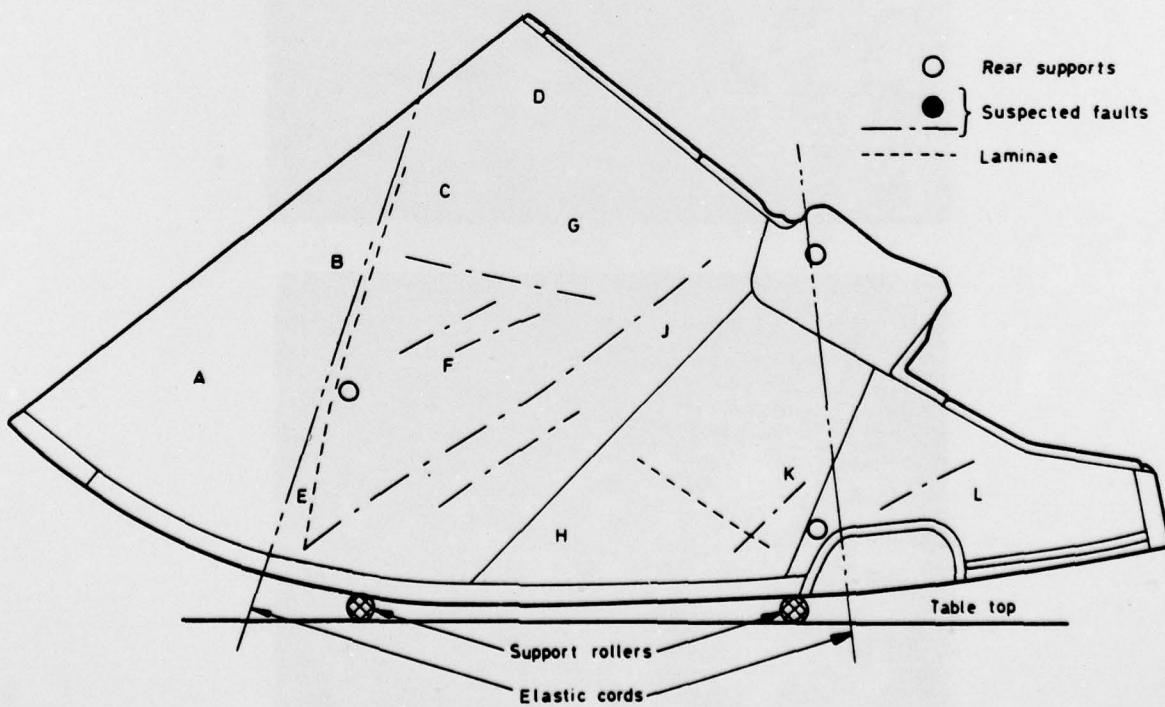 Rear supports
Suspected faults
Laminae
D
C
G
B
J
F
A
K
E
L
H
Table top
Support rollers
Elastic cords